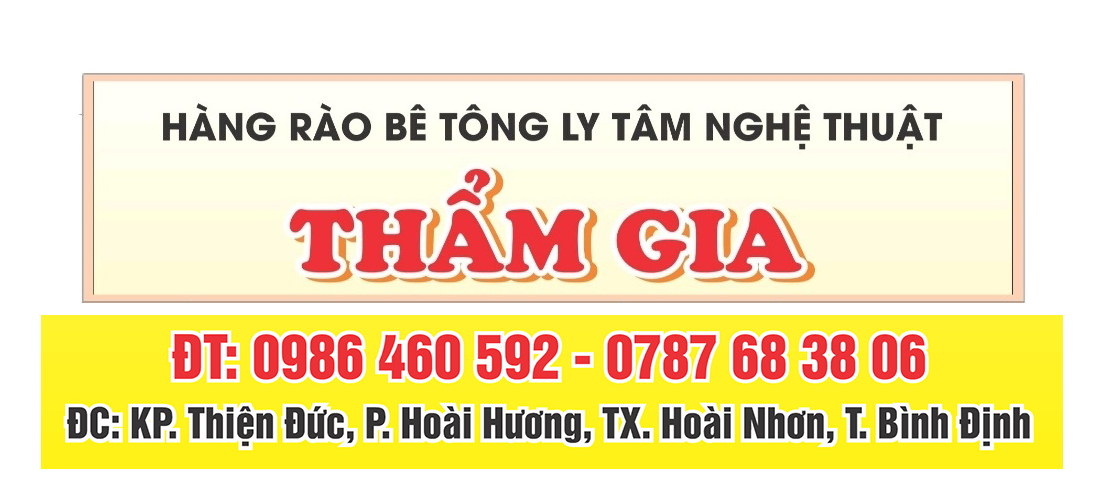 HÀNG RÀO BÊ TÔNG LY TÂM NGHỆ THUẬT
THẨM GIA
ĐT: 0986 460 592 - 0787 68 38 06
ĐC: KP. Thiện Đức, P. Hoài Hương, TX. Hoài Nhơn, T. Bình Định